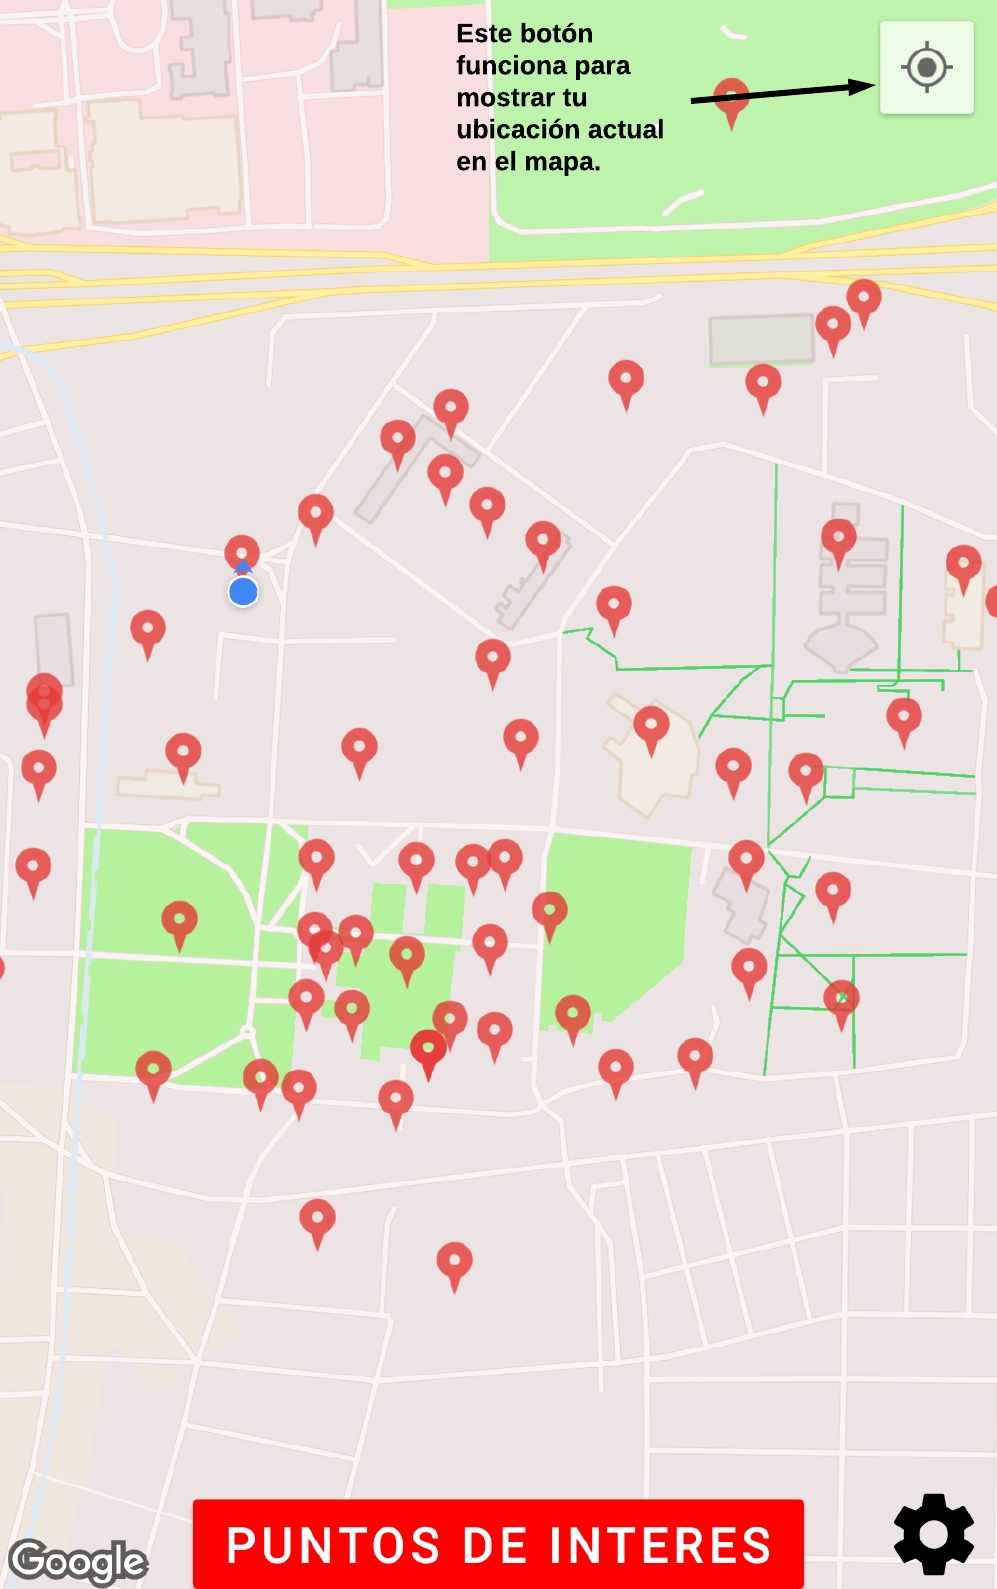 Este botón
funciona para
mostrar tu
ubicación actual
en el mapa.
PUNTOS DE INTERES
Google